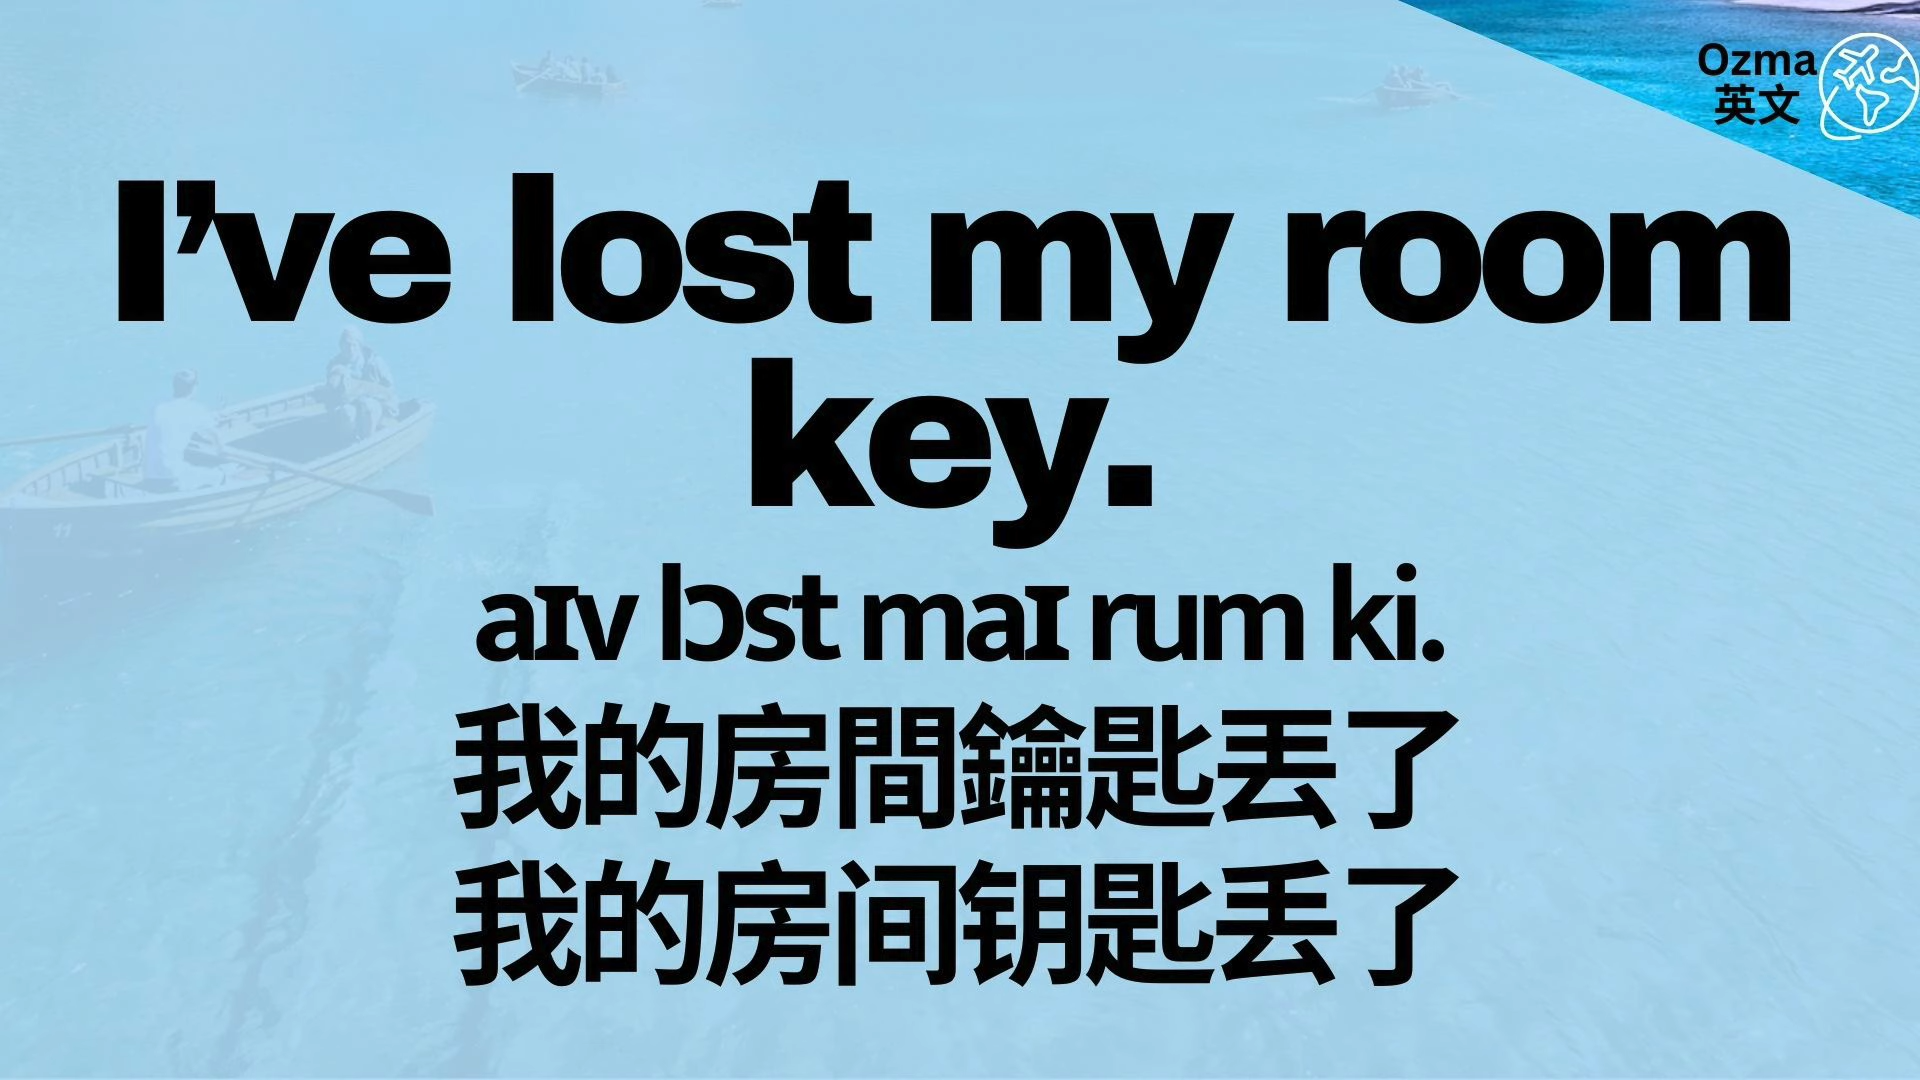 Ozma
英文
I’ve lost my room
key.
aɪv lɔst maɪ rum ki.
我的房間鑰匙丟了
我的房间钥匙丢了
11